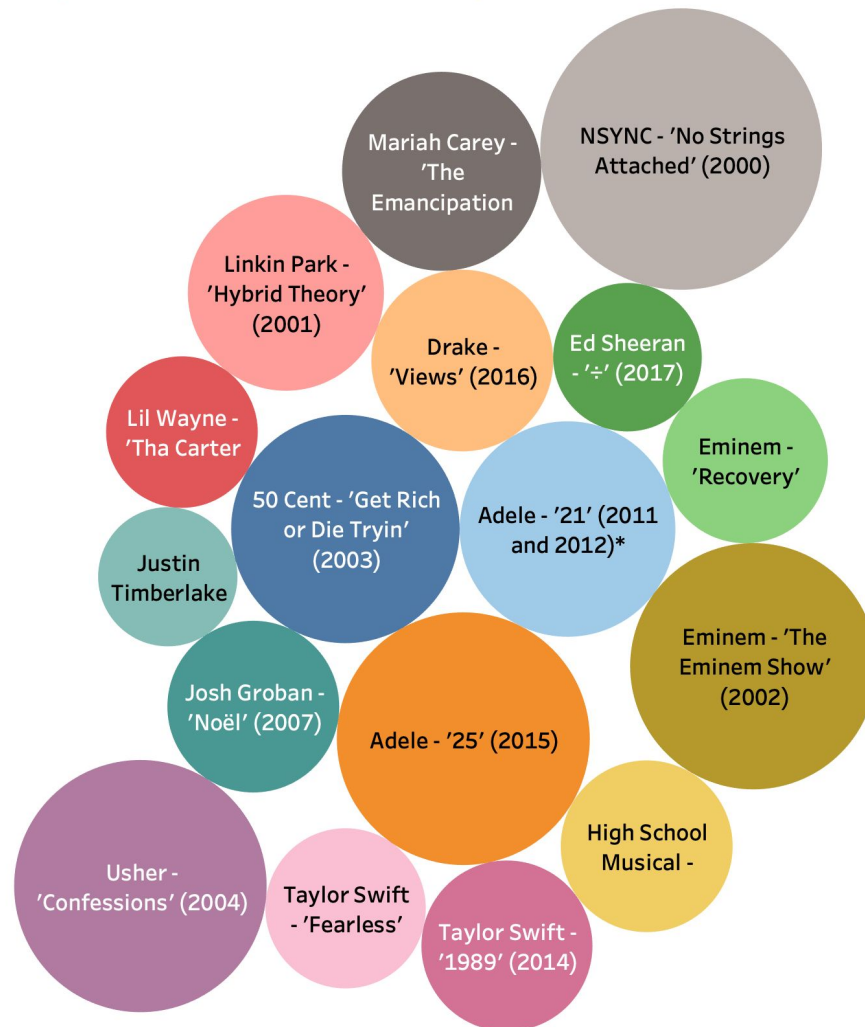 NSYNC - 'No Strings
Attached' (2000)
Mariah Carey -
'The
Emancipation
Linkin Park -
'Hybrid Theory'
(2001)
Drake -
'Views' (2016)
Ed Sheeran
- '÷' (2017)
Lil Wayne -
'Tha Carter
Eminem -
'Recovery'
50 Cent - 'Get Rich
or Die Tryin'
(2003)
Adele - '21' (2011
and 2012)*
Justin
Timberlake
Eminem - 'The
Eminem Show'
(2002)
Josh Groban -
'Noël' (2007)
Adele - '25' (2015)
High School
Musical -
Usher -
'Confessions' (2004)
Taylor Swift
- 'Fearless'
Taylor Swift -
'1989' (2014)